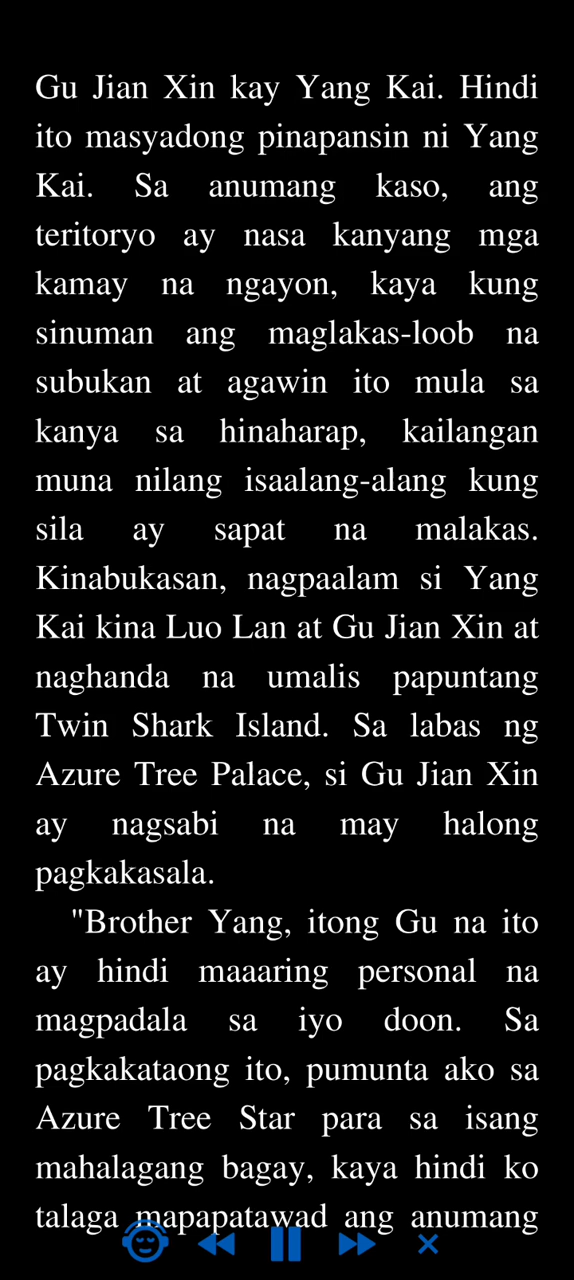 Gu Jian Xin kay Yang Kai. Hindi
ito masyadong pinapansin ni Yang
Kai. Sa anumang kaso, ang
teritoryo ay nasa kanyang mga
kamay na ngayon, kaya kung
sinuman ang maglakas-loob na
subukan at agawin ito mula sa
kanya sa hinaharap, kailangan
muna nilang isaalang-alang kung
sila ay sapat na malakas.
Kinabukasan, nagpaalam si Yang
Kai kina Luo Lan at Gu Jian Xin at
naghanda na umalis papuntang
Twin Shark Island. Sa labas ng
Azure Tree Palace, si Gu Jian Xin
ay nagsabi na may halong
pagkakasala.
"Brother Yang, itong Gu na ito
ay hindi maaaring personal na
magpadala sa iyo doon. Sa
pagkakataong ito, pumunta ako sa
Azure Tree Star para sa isang
mahalagang bagay, kaya hindi ko
talaga mapapatawad ang anumang